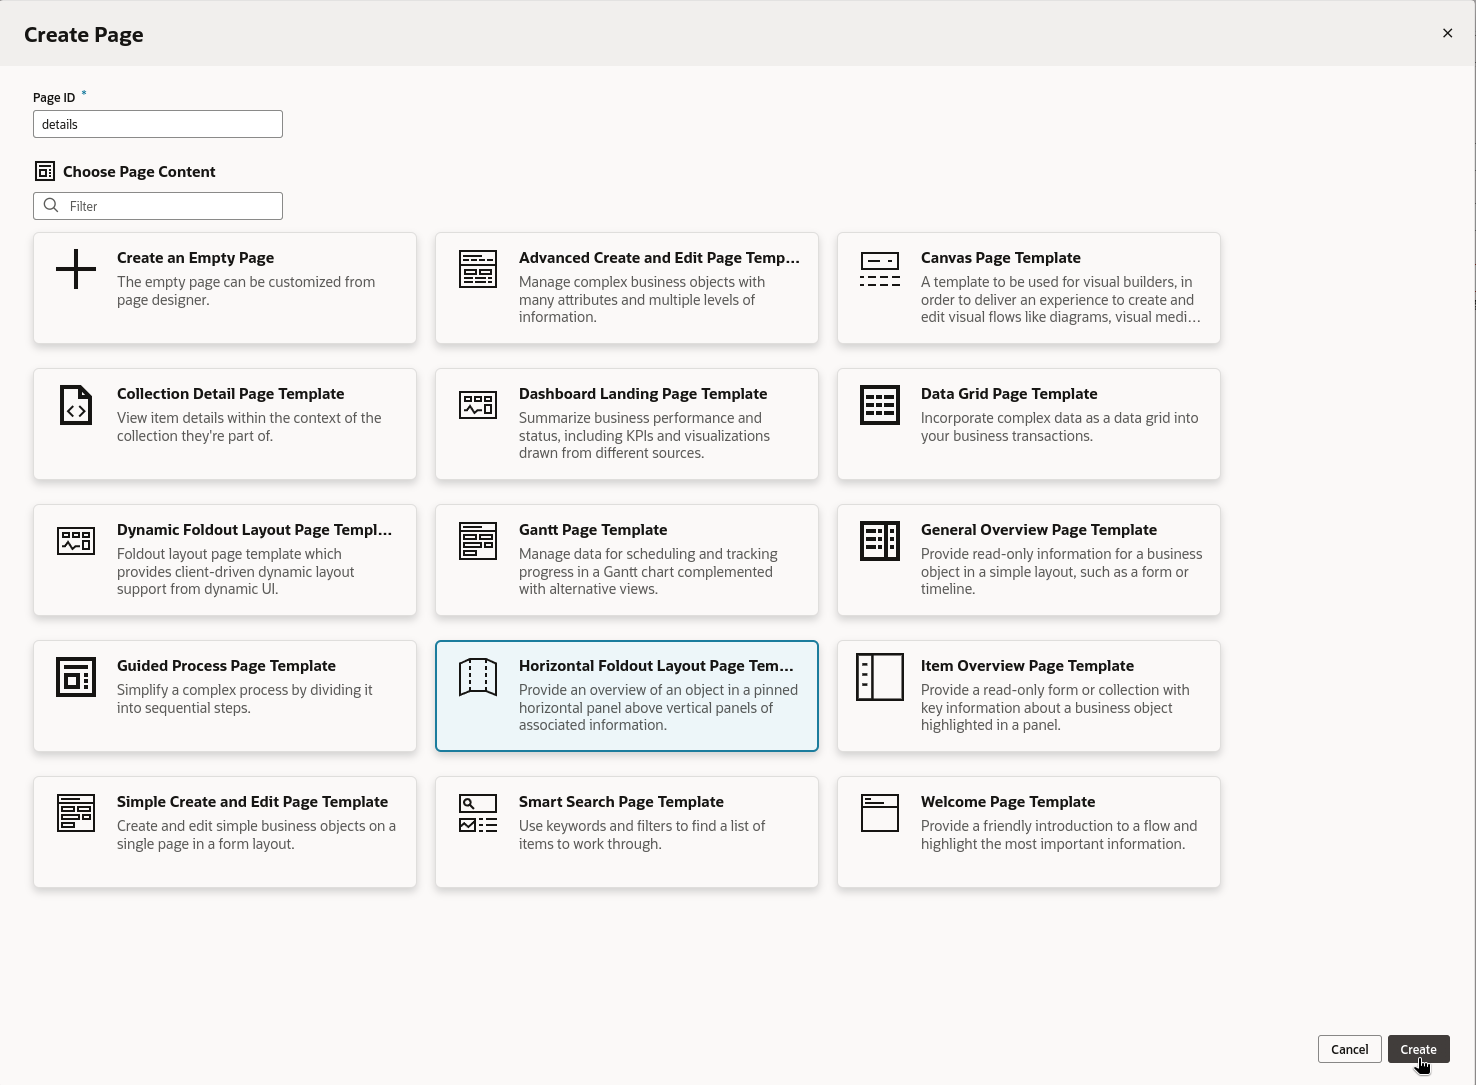 Create Page
Page ID *
details
Choose Page Content
Filter
Create an Empty Page
The empty page can be customized from
page designer.
Advanced Create and Edit Page Temp...
Manage complex business objects with
many attributes and multiple levels of
information.
Canvas Page Template
A template to be used for visual builders, in
order to deliver an experience to create and
edit visual flows like diagrams, visual medi...
Collection Detail Page Template
View item details within the context of the
collection they're part of.
Dashboard Landing Page Template
Summarize business performance and
status, including KPIs and visualizations
drawn from different sources.
Data Grid Page Template
Incorporate complex data as a data grid into
your business transactions.
Dynamic Foldout Layout Page Templ...
Foldout layout page template which
provides client-driven dynamic layout
support from dynamic UI.
Gantt Page Template
Manage data for scheduling and tracking
progress in a Gantt chart complemented
with alternative views.
General Overview Page Template
Provide read-only information for a business
object in a simple layout, such as a form or
timeline.
Guided Process Page Template
Simplify a complex process by dividing it
into sequential steps.
Horizontal Foldout Layout Page Tem...
Provide an overview of an object in a pinned
horizontal panel above vertical panels of
associated information.
Item Overview Page Template
Provide a read-only form or collection with
key information about a business object
highlighted in a panel.
Simple Create and Edit Page Template
Create and edit simple business objects on a
single page in a form layout.
Smart Search Page Template
Use keywords and filters to find a list of
items to work through.
Welcome Page Template
Provide a friendly introduction to a flow and
highlight the most important information.
Cancel
Create